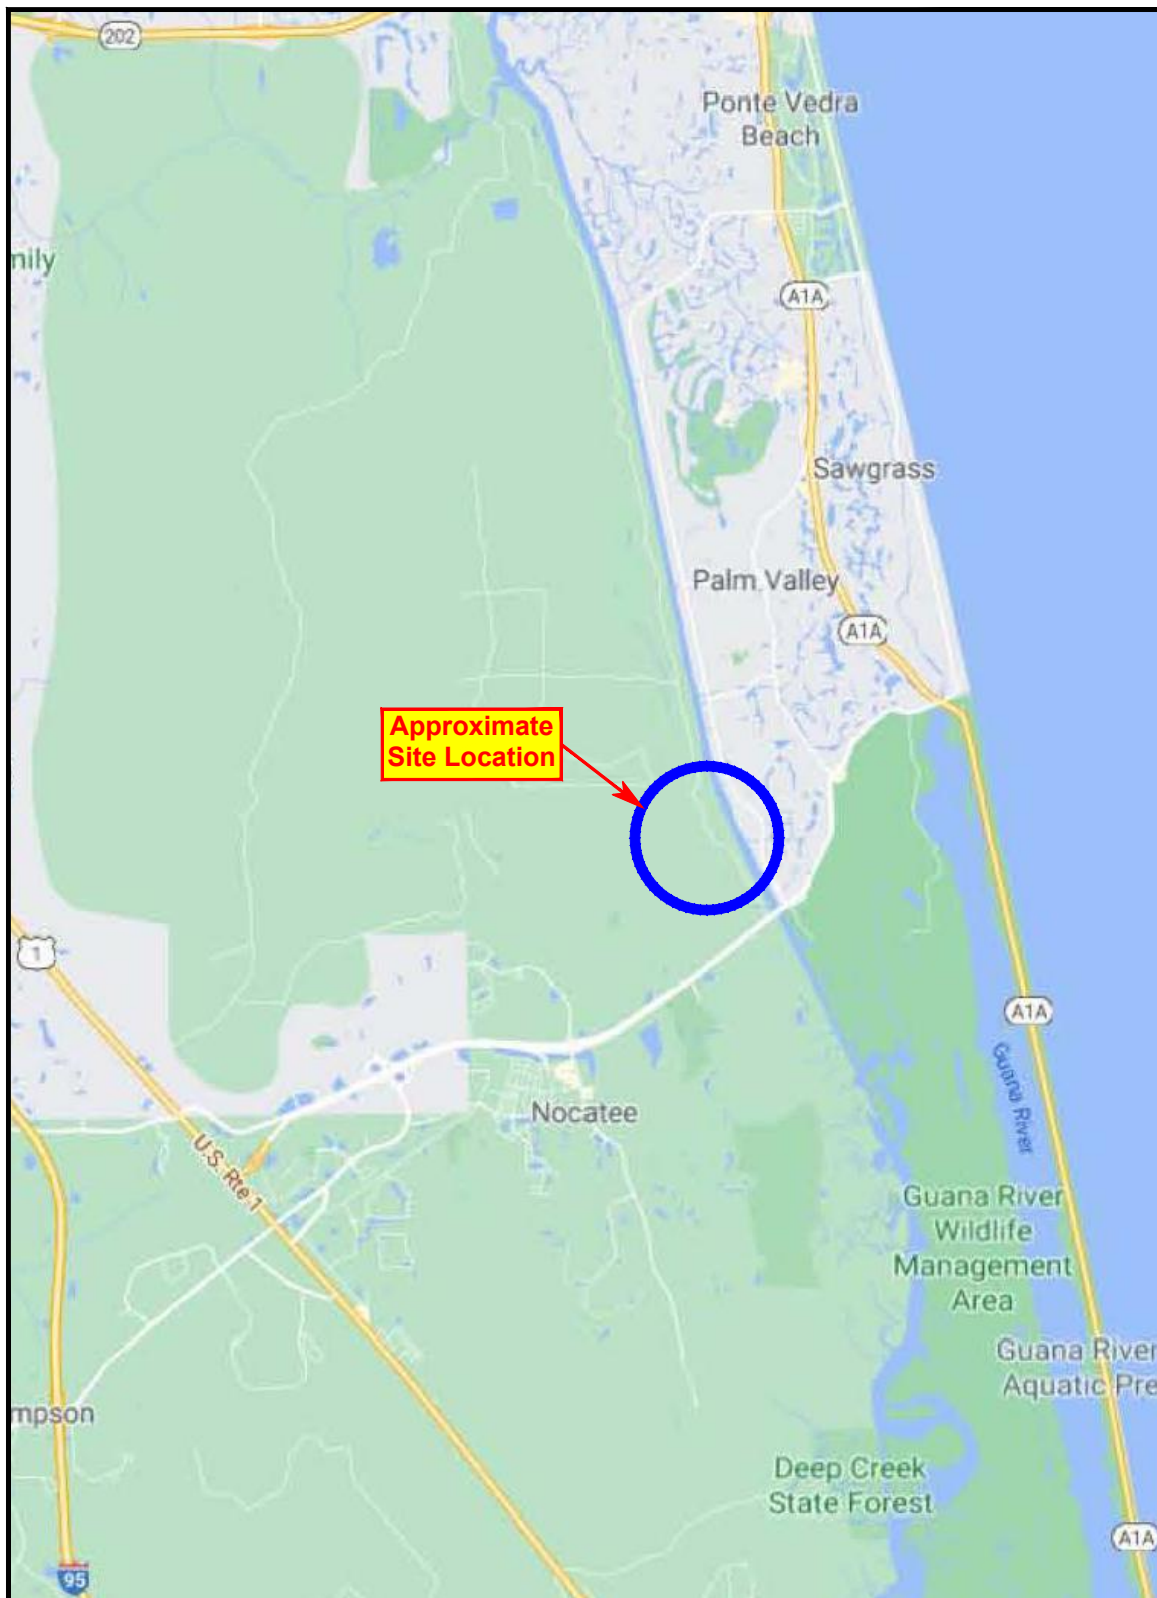 202
Ponte Vedra
Beach
mily
A1A
Sawgrass
Palm Valley
A1A
Approximate
Site Location
1
A1A
Guana River
Nocatee
U.S. Rte 1
Guana River
Wildlife
Management
Area
Guana River
Aquatic Pre
mpson
Deep Creek
State Forest
A1A
95